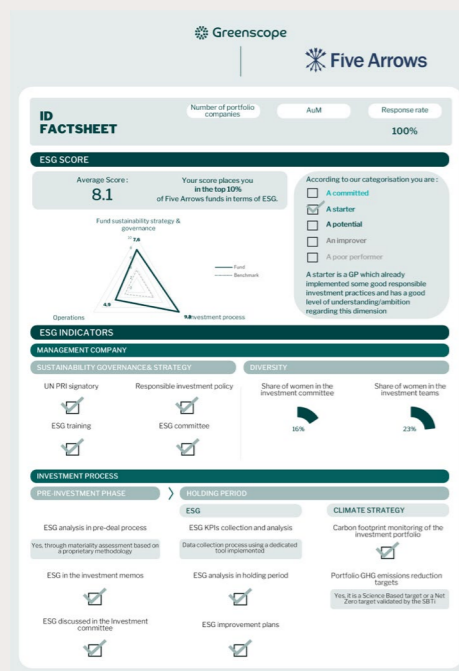 Greenscope
Five Arrows
ID
FACTSHEET
Number of portfolio
companies
AuM
Response rate
100%
ESG SCORE
Average Score :
8.1
Your score places you
in the top 10%
of Five Arrows funds in terms of ESG.
According to our categorisation you are :
A committed
A starter
A potential
An improver
A poor performer
A starter is a GP which already
implemented some good responsible
investment practices and has a good
level of understanding/ambition
regarding this dimension
Fund sustainability strategy &
governance
7,6
Fund
Benchmark
4,9
9,8
Operations
Investment process
ESG INDICATORS
MANAGEMENT COMPANY
SUSTAINABILITY GOVERNANCE & STRATEGY
DIVERSITY
UN PRI signatory
Responsible investment policy
Share of women in the
investment committee
Share of women in the
investment teams
ESG training
ESG committee
16%
23%
INVESTMENT PROCESS
PRE-INVESTMENT PHASE
HOLDING PERIOD
ESG
CLIMATE STRATEGY
ESG analysis in pre-deal process
Yes, through materiality assessment based on
a proprietary methodology
ESG KPIs collection and analysis
Data collection process using a dedicated
tool implemented
Carbon footprint monitoring of the
investment portfolio
ESG in the investment memos
ESG analysis in holding period
Portfolio GHG emissions reduction
targets
Yes, it is a Science Based target or a Net
Zero target validated by the SBTi
ESG discussed in the Investment
committee
ESG improvement plans